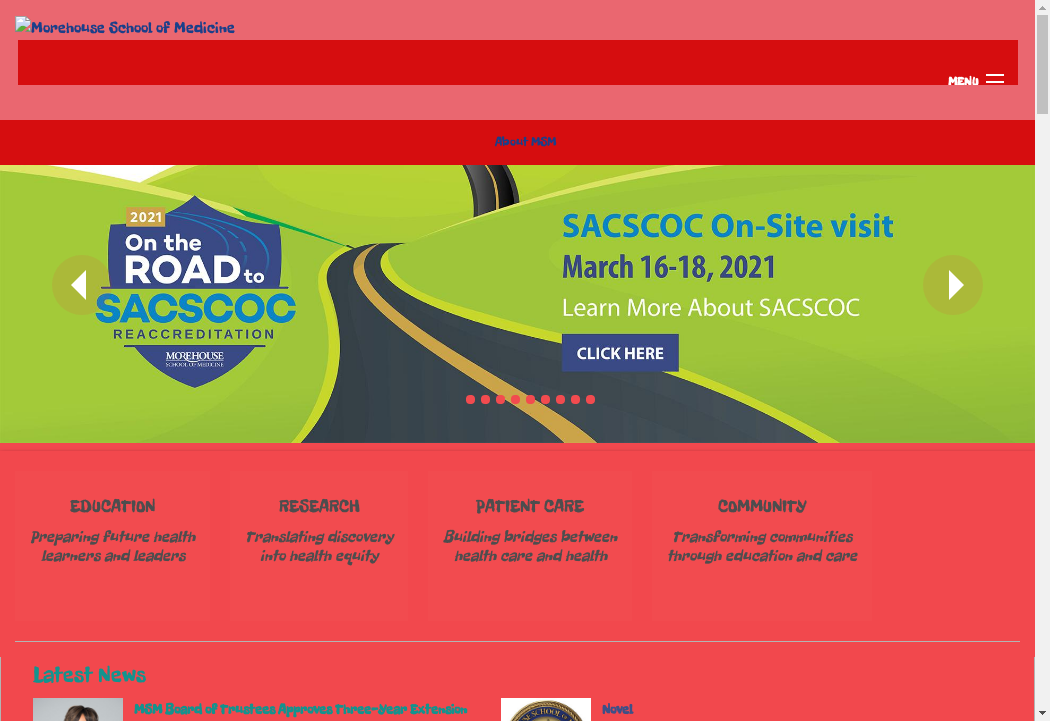 Morehouse School of Medicine
MENU
About MSM
2021
On the
ROAD to
SACSCOC
REACCREDITATION
MOREHOUSE
SCHOOL OF MEDICINE
SACSCOC On-Site visit
March 16-18, 2021
Learn More About SACSCOC
CLICK HERE
EDUCATION
Preparing future health
learners and leaders
RESEARCH
Translating discovery
into health equity
PATIENT CARE
Building bridges between
health care and health
COMMUNITY
Transforming communities
through education and care
Latest News
MSM Board of Trustees Approves Three-Year Extension
Novel